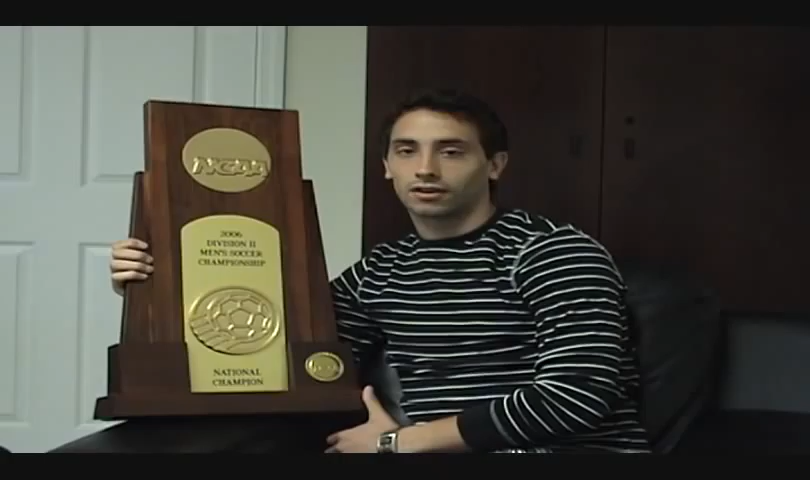 NCAA
2006
DIVISION II
MEN'S SOCCER
CHAMPIONSHIP
NATIONAL
CHAMPION